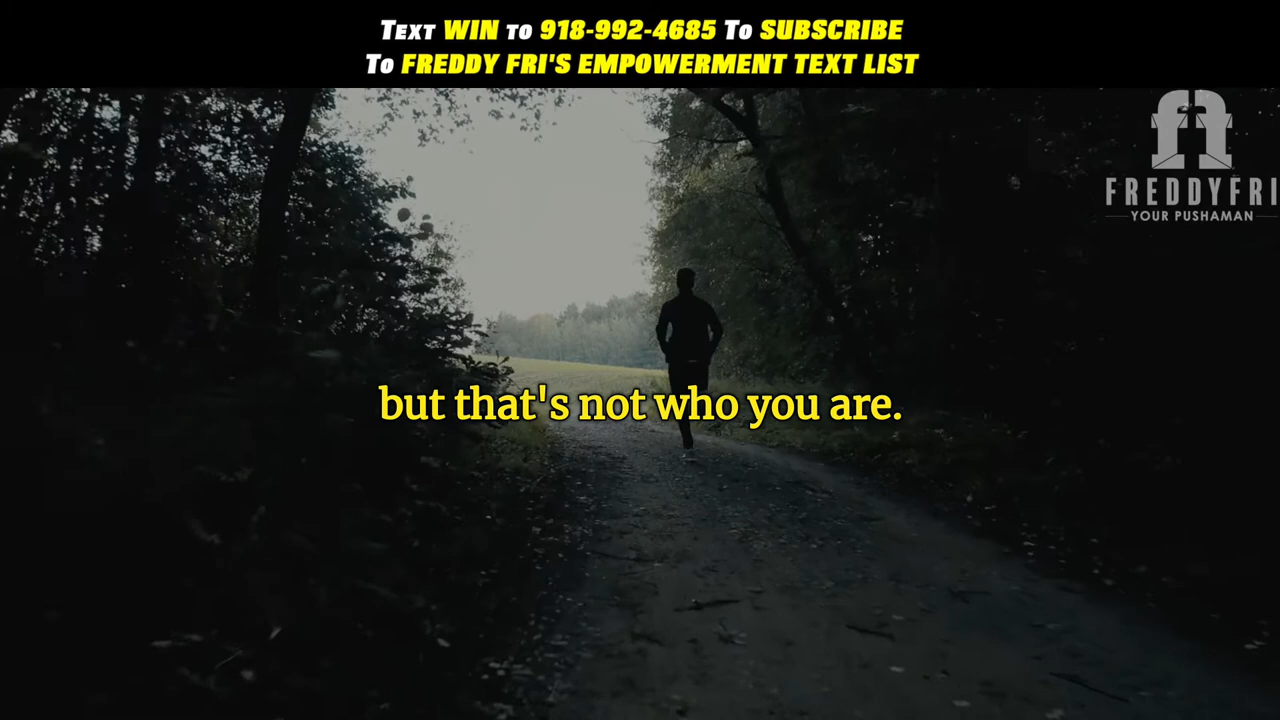 Text WIN to 918-992-4685 To SUBSCRIBE
To FREDDY FRI'S EMPOWERMENT TEXT LIST
FREDDYFRI
YOUR PUSHAMAN
but that's not who you are.